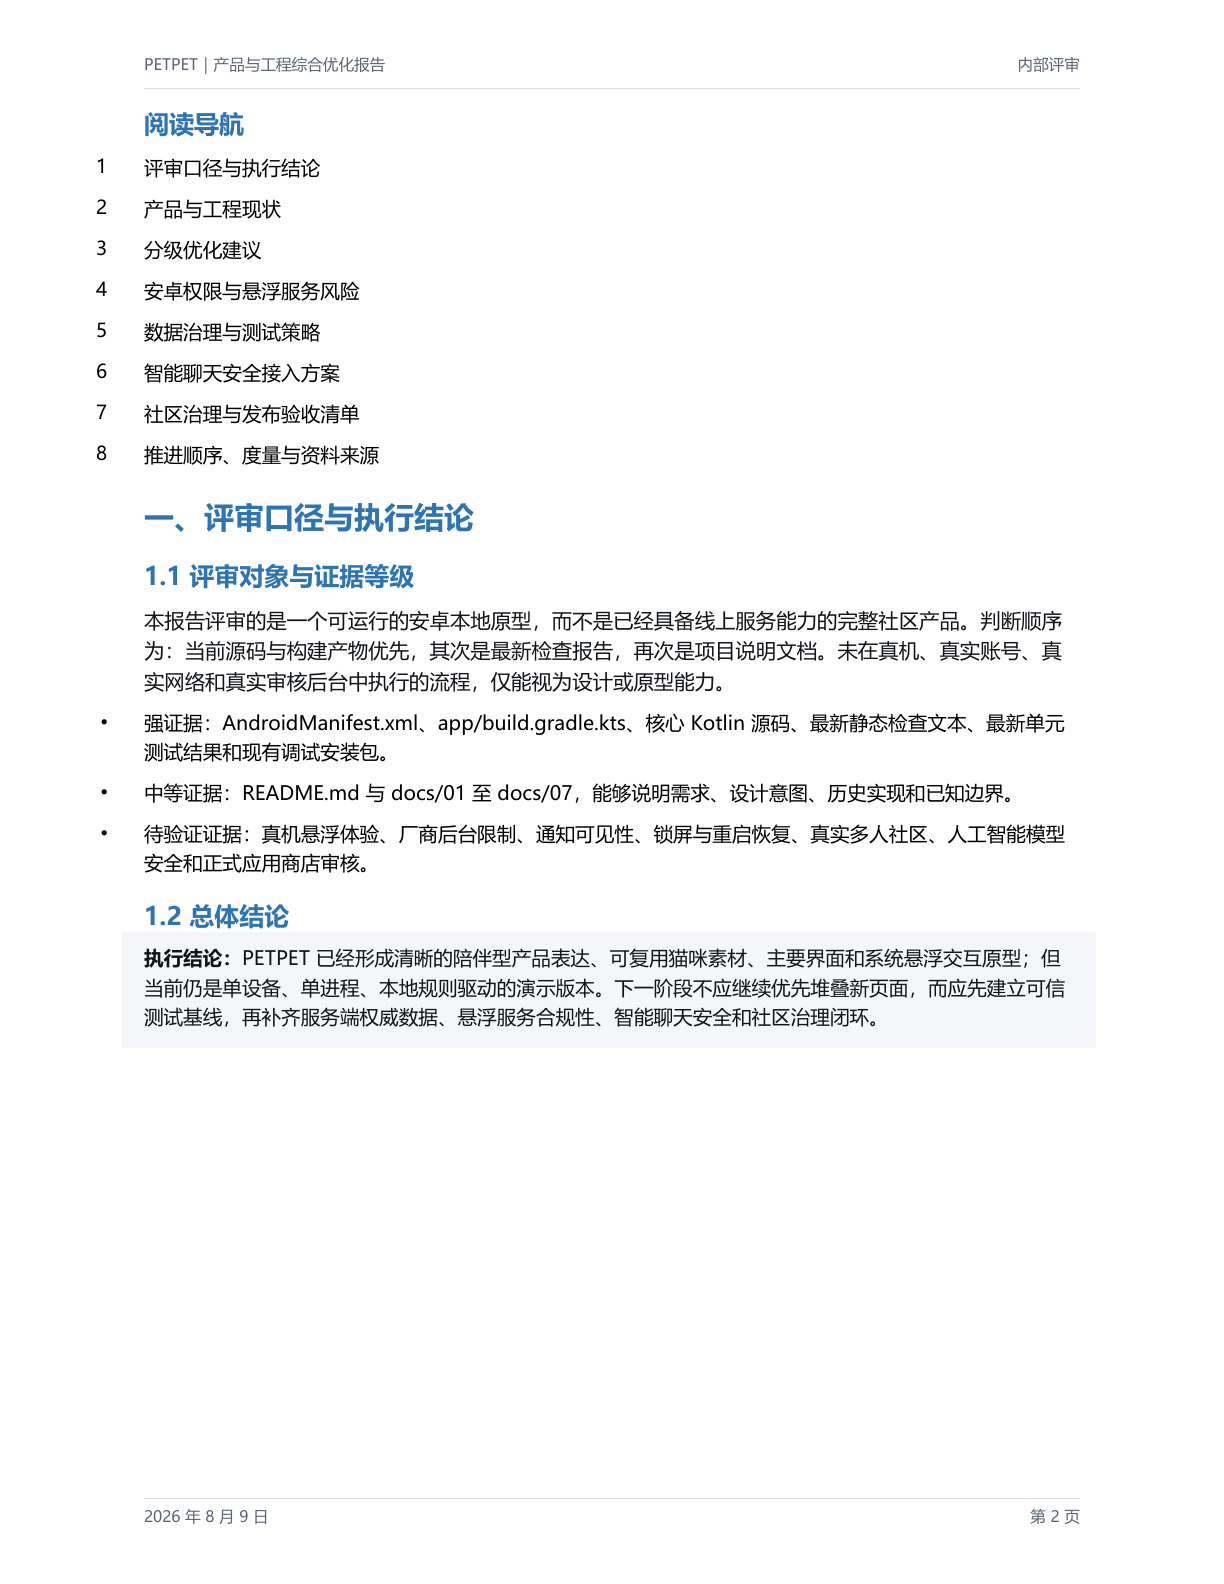 PETPET｜产品与工程综合优化报告
内部评审
阅读导航
1 评审口径与执行结论
2 产品与工程现状
3 分级优化建议
4 安卓权限与悬浮服务风险
5 数据治理与测试策略
6 智能聊天安全接入方案
7 社区治理与发布验收清单
8 推进顺序、度量与资料来源
一、评审口径与执行结论
1.1 评审对象与证据等级
本报告评审的是一个可运行的安卓本地原型，而不是已经具备线上服务能力的完整社区产品。判断顺序
为：当前源码与构建产物优先，其次是最新检查报告，再次是项目说明文档。未在真机、真实账号、真
实网络和真实审核后台中执行的流程，仅能视为设计或原型能力。
• 强证据：AndroidManifest.xml、app/build.gradle.kts、核心 Kotlin 源码、最新静态检查文本、最新单元
测试结果和现有调试安装包。
• 中等证据：README.md 与 docs/01 至 docs/07，能够说明需求、设计意图、历史实现和已知边界。
• 待验证证据：真机悬浮体验、厂商后台限制、通知可见性、锁屏与重启恢复、真实多人社区、人工智能模型
安全和正式应用商店审核。
1.2 总体结论
执行结论：PETPET 已经形成清晰的陪伴型产品表达、可复用猫咪素材、主要界面和系统悬浮交互原型；但
当前仍是单设备、单进程、本地规则驱动的演示版本。下一阶段不应继续优先堆叠新页面，而应先建立可信
测试基线，再补齐服务端权威数据、悬浮服务合规性、智能聊天安全和社区治理闭环。
2026 年 8 月 9 日
第 2 页